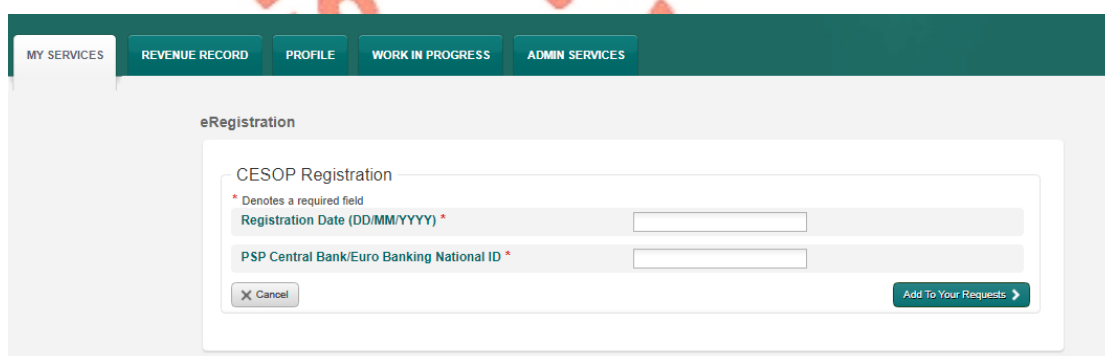 MY SERVICES REVENUE RECORD PROFILE WORK IN PROGRESS ADMIN SERVICES
eRegistration
CESOP Registration
* Denotes a required field
Registration Date (DD/MM/YYYY) *
PSP Central Bank/Euro Banking National ID *
Cancel Add To Your Requests